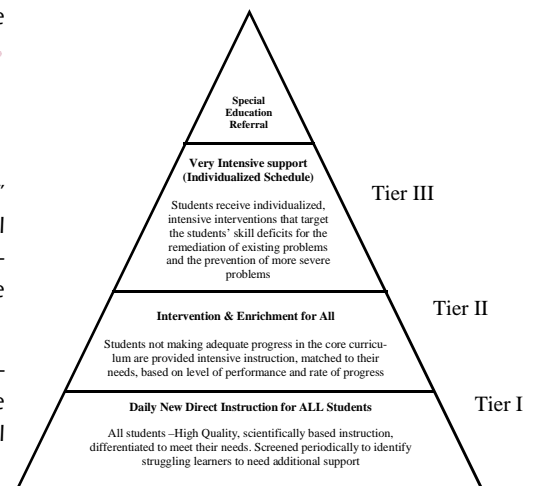 Special
Education
Referral
Very Intensive support
(Individualized Schedule)
Tier III
Students receive individualized,
intensive interventions that target
the students’ skill deficits for the
remediation of existing problems
and the prevention of more severe
problems
Tier II
Intervention & Enrichment for All
Students not making adequate progress in the core curricu-
lum are provided intensive instruction, matched to their
needs, based on level of performance and rate of progress
Tier I
Daily New Direct Instruction for ALL Students
All students –High Quality, scientifically based instruction,
differentiated to meet their needs. Screened periodically to identify
struggling learners to need additional support